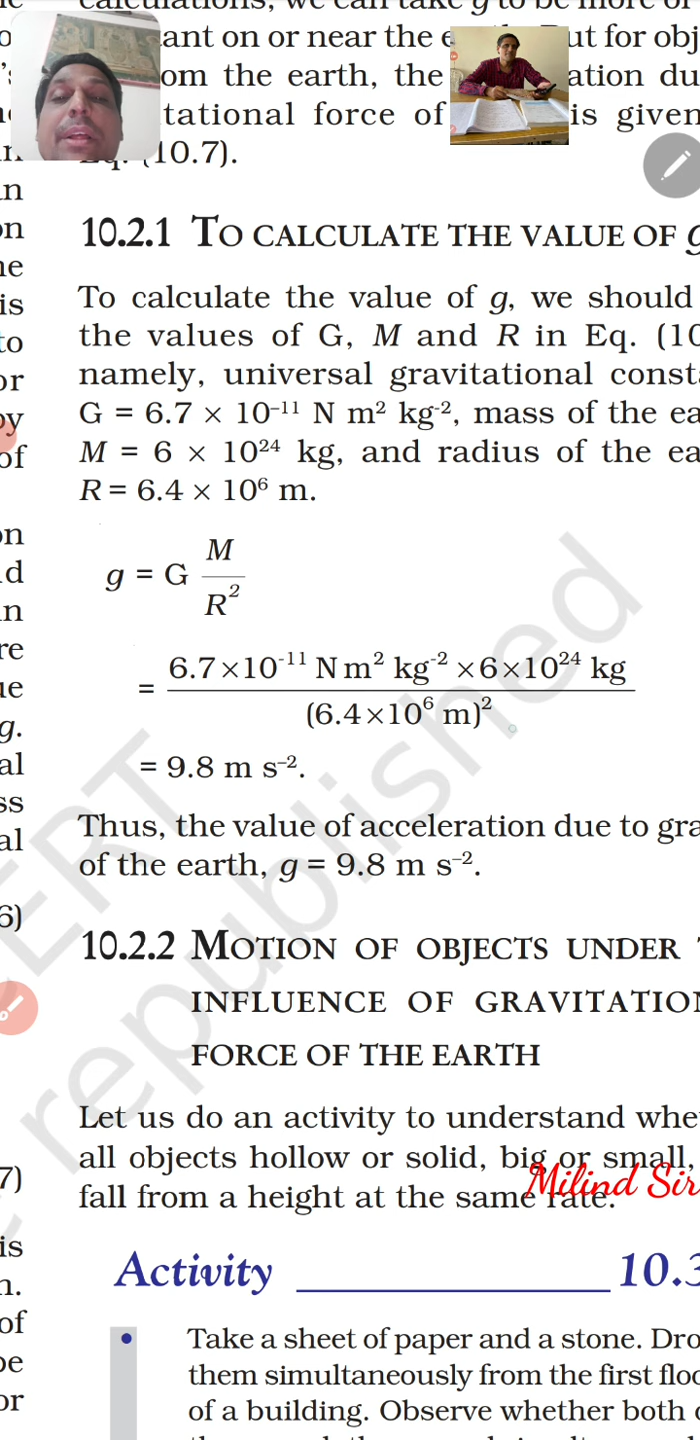 ant on or near the
ut for obj
om the earth, the
ation du
tational force of
is given
(10.7).
10.2.1 TO CALCULATE THE VALUE OF g
To calculate the value of g, we should
the values of G, M and R in Eq. (10
namely, universal gravitational consta
G = 6.7 × 10⁻¹¹ N m² kg⁻², mass of the ea
M = 6 × 10²⁴ kg, and radius of the ea
R = 6.4 × 10⁶ m.
g = G M/R²
= 6.7×10⁻¹¹ N m² kg⁻² ×6×10²⁴ kg / (6.4×10⁶ m)²
= 9.8 m s⁻².
Thus, the value of acceleration due to gra
of the earth, g = 9.8 m s⁻².
10.2.2 MOTION OF OBJECTS UNDER
INFLUENCE OF GRAVITATION
FORCE OF THE EARTH
Let us do an activity to understand whe
all objects hollow or solid, big or small,
fall from a height at the same rate.
Milind Sir
Activity 10.3
• Take a sheet of paper and a stone. Dro
them simultaneously from the first floo
of a building. Observe whether both o
republished